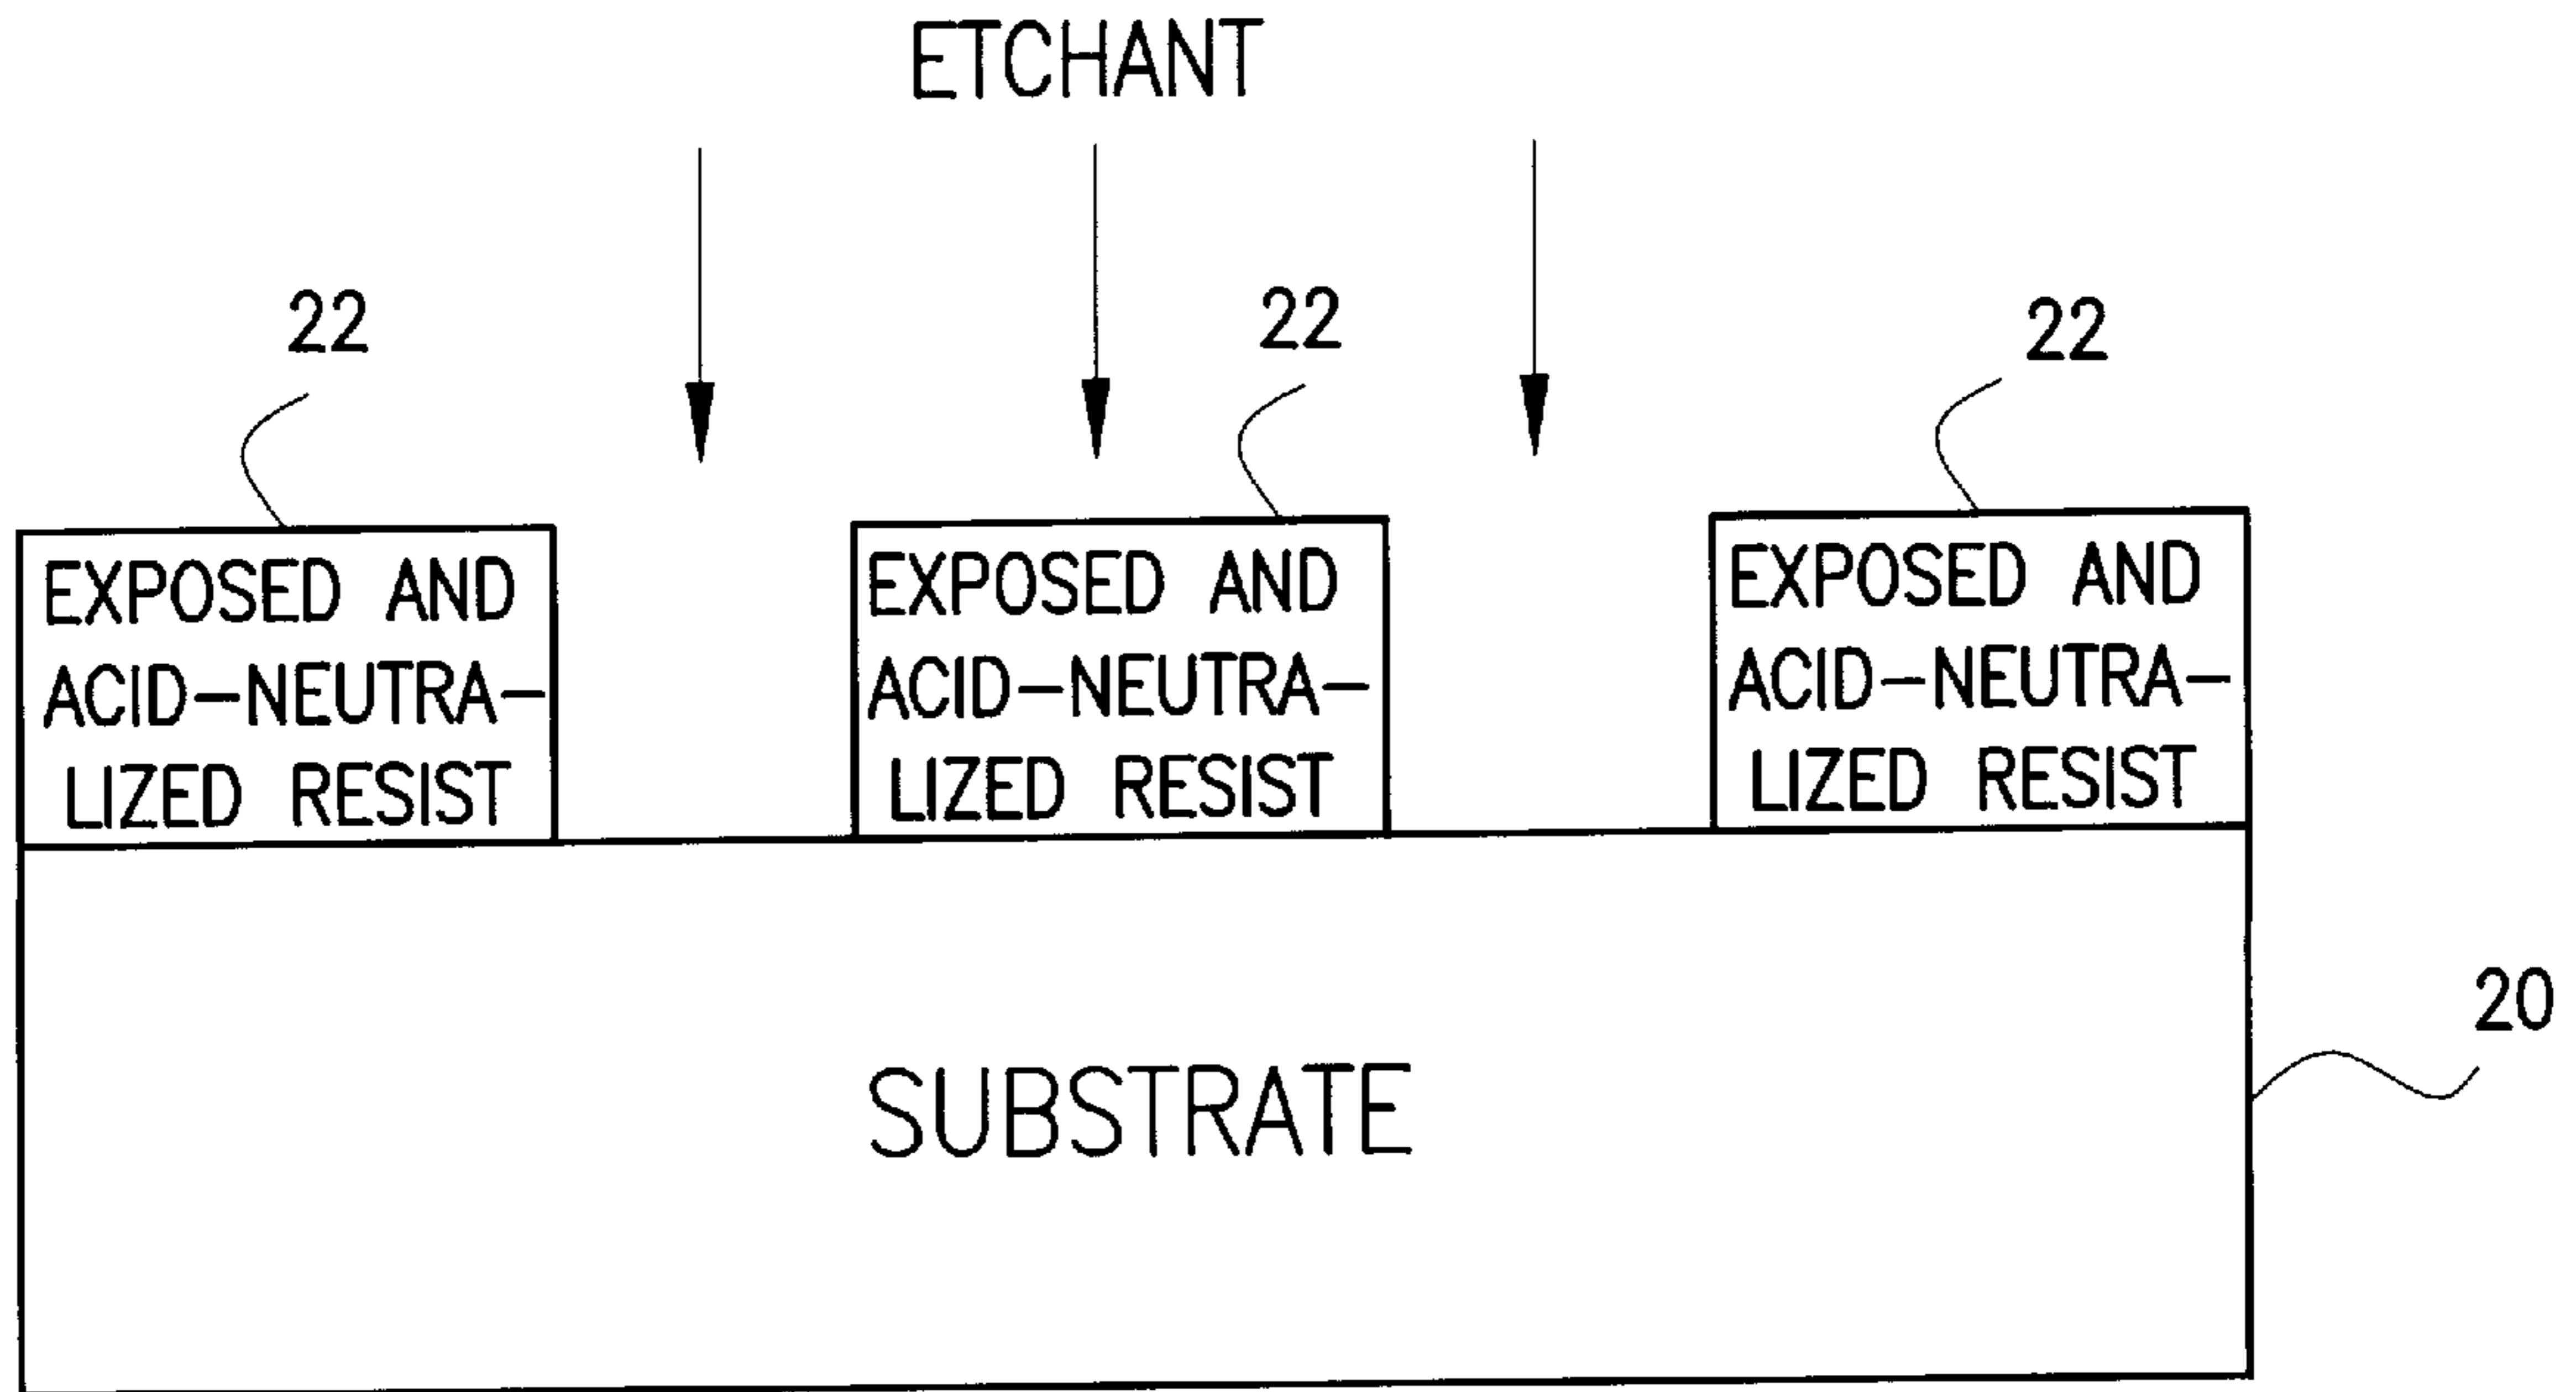 ETCHANT
22
22
22
EXPOSED AND
ACID-NEUTRA-
LIZED RESIST
EXPOSED AND
ACID-NEUTRA-
LIZED RESIST
EXPOSED AND
ACID-NEUTRA-
LIZED RESIST
20
SUBSTRATE